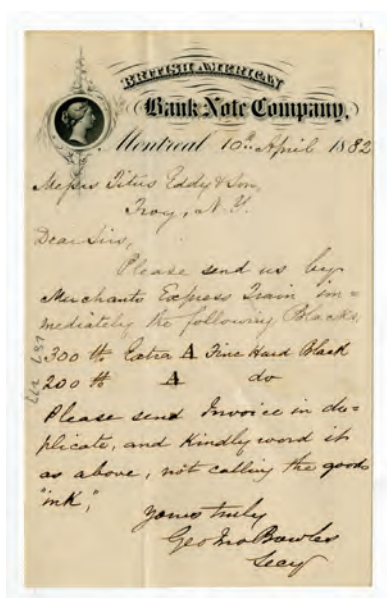 BRITISH AMERICAN
Bank Note Company,
Montreal 10th April 1882
Messrs Titus Eddy & Son,
Troy, N.Y.
Dear Sirs,
Please send us by
Merchants Express Train im=
mediately the following Blacks,
300 lb Extra A Fine Hard Black
200 lb A do
Please send Invoice in du=
plicate, and Kindly word it
as above, not calling the goods
"ink",
yours truly
Geo Jno Bowles
Secy